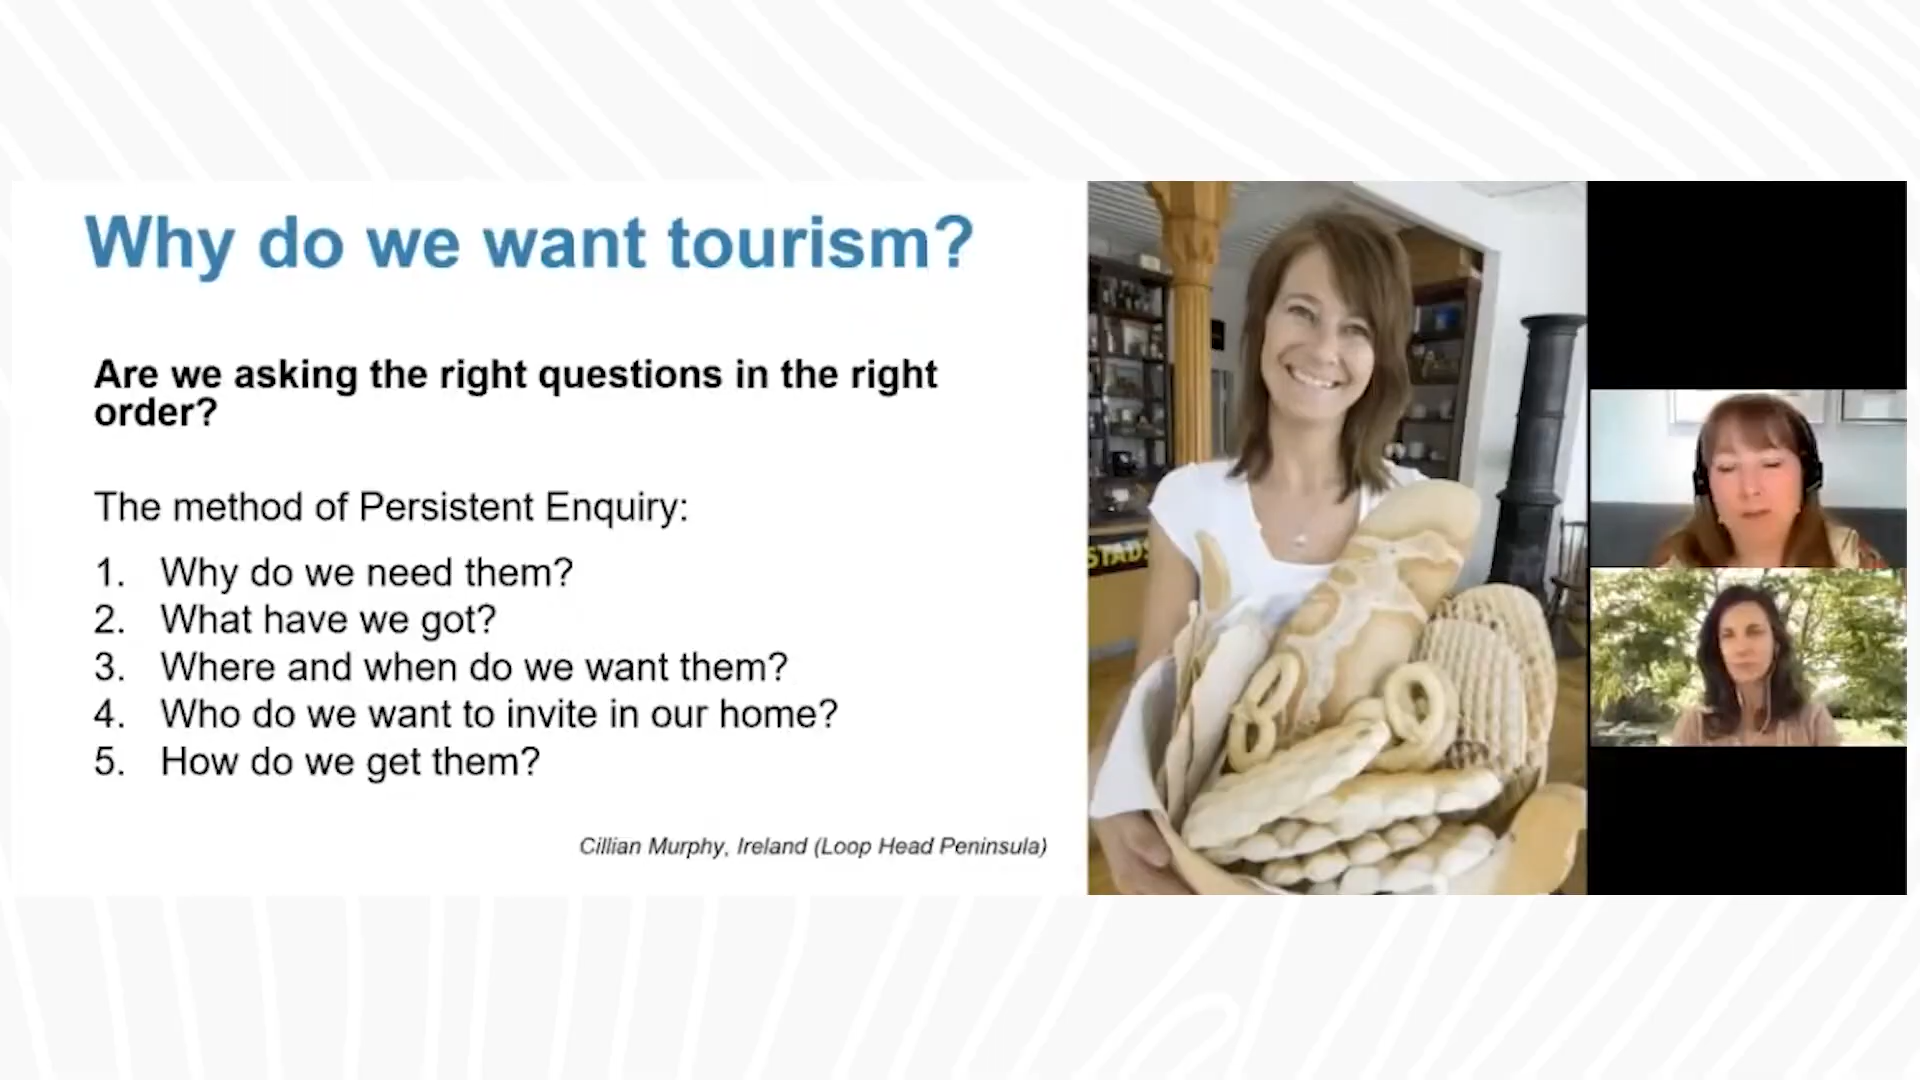 Why do we want tourism?
Are we asking the right questions in the right
order?
The method of Persistent Enquiry:
1. Why do we need them?
2. What have we got?
3. Where and when do we want them?
4. Who do we want to invite in our home?
5. How do we get them?
Cillian Murphy, Ireland (Loop Head Peninsula)
STADS